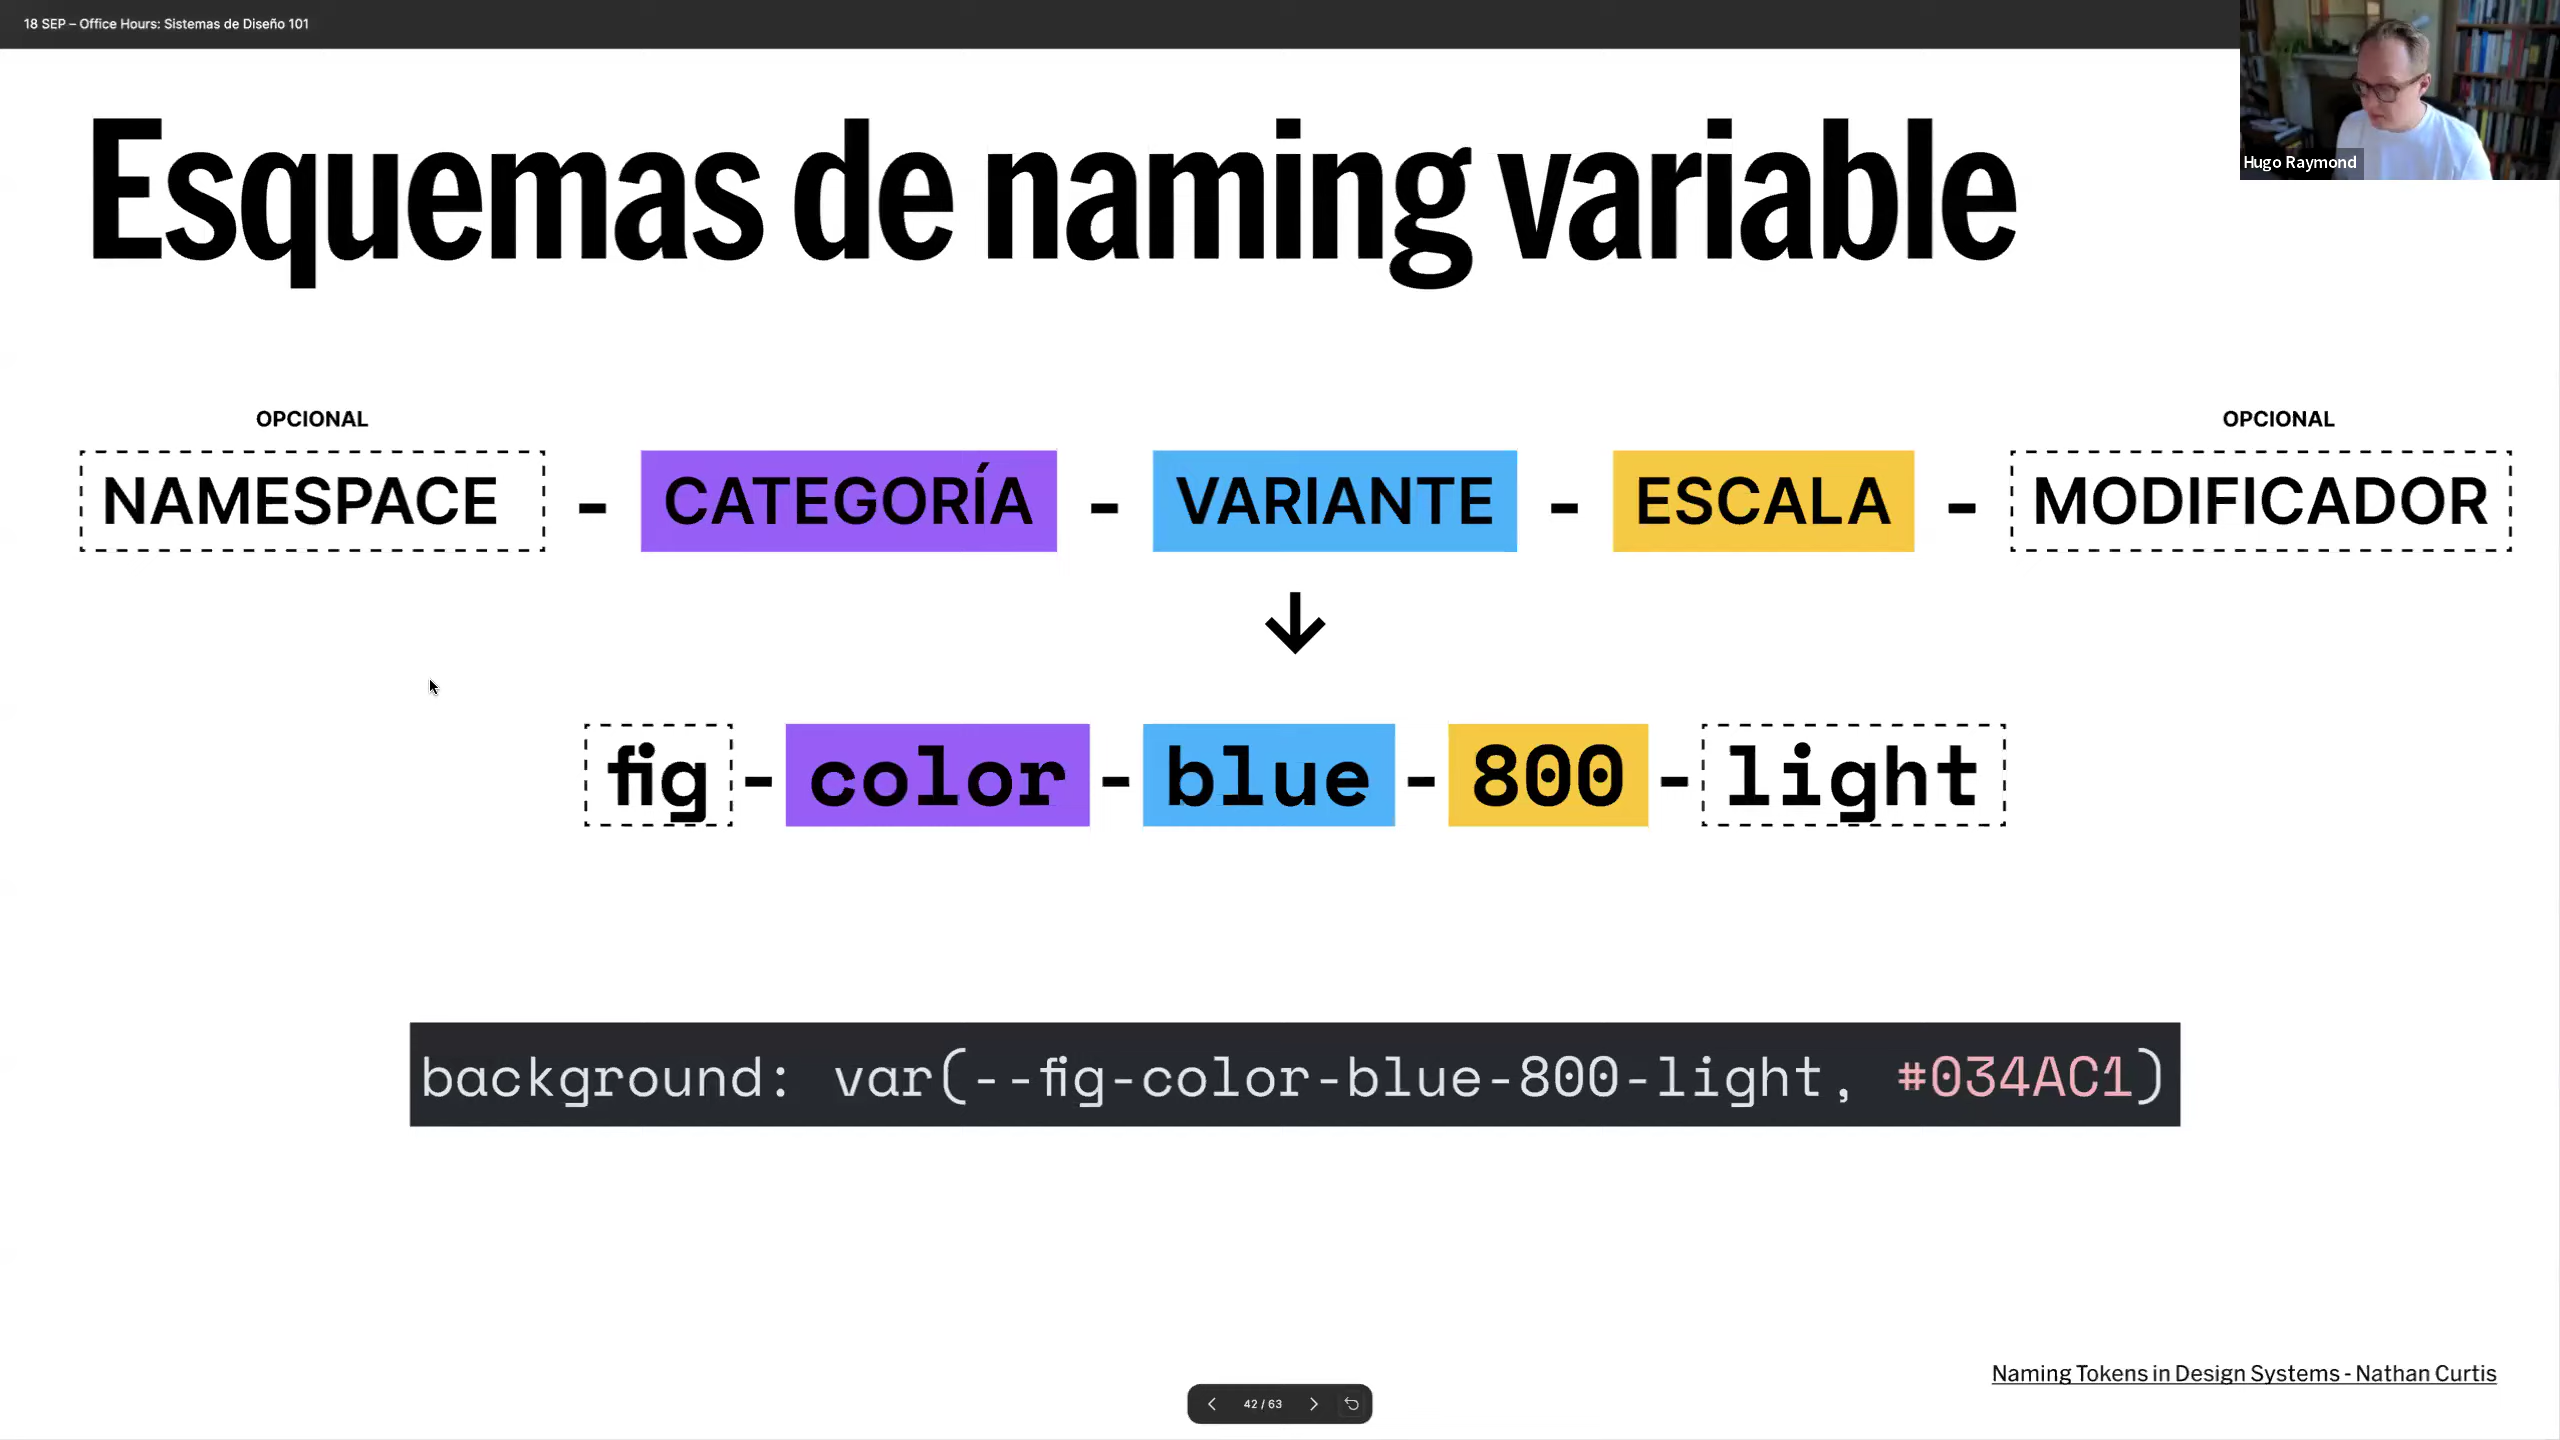 18 SEP – Office Hours: Sistemas de Diseño 101
Hugo Raymond
Esquemas de naming variable
OPCIONAL
OPCIONAL
NAMESPACE - CATEGORÍA - VARIANTE - ESCALA - MODIFICADOR
fig - color - blue - 800 - light
background: var(--fig-color-blue-800-light, #034AC1)
Naming Tokens in Design Systems - Nathan Curtis
42 / 63